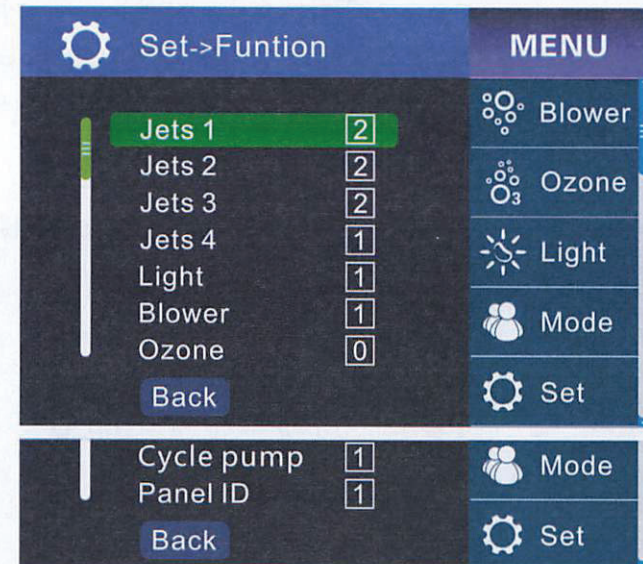 Set->Funtion
MENU
Jets 1 2
Jets 2 2
Jets 3 2
Jets 4 1
Light 1
Blower 1
Ozone 0
Back
Blower
O3 Ozone
Light
Mode
Set
Cycle pump 1
Panel ID 1
Back
Mode
Set